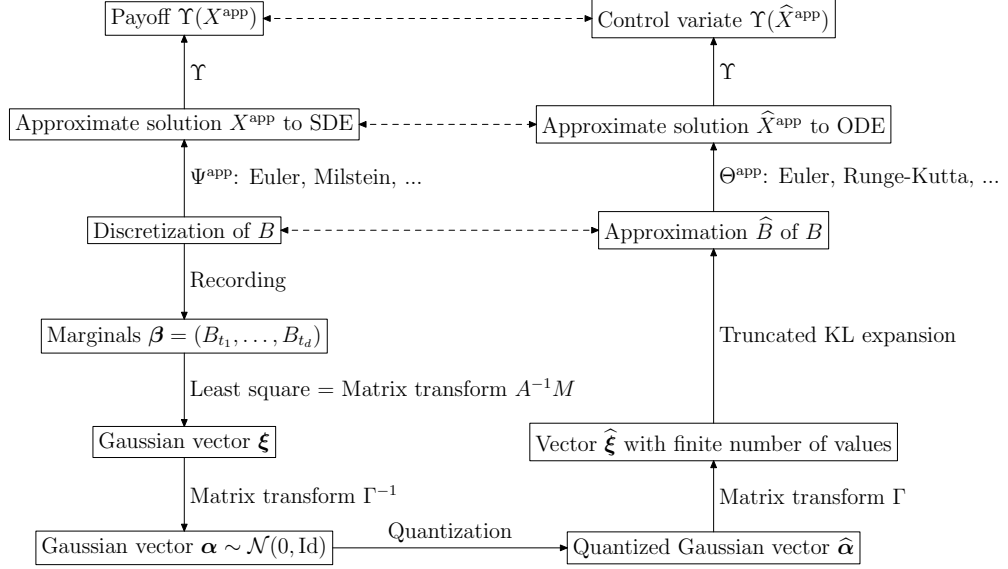 Payoff Υ(X^app)
Control variate Υ(X̂^app)
Υ
Υ
Approximate solution X^app to SDE
Approximate solution X̂^app to ODE
Ψ^app: Euler, Milstein, ...
Θ^app: Euler, Runge-Kutta, ...
Discretization of B
Approximation B̂ of B
Recording
Marginals β = (B_{t_1}, . . . , B_{t_d})
Truncated KL expansion
Least square = Matrix transform A^{-1}M
Gaussian vector ξ
Vector ξ̂ with finite number of values
Matrix transform Γ^{-1}
Matrix transform Γ
Gaussian vector α ∼ 𝒩(0, Id)
Quantization
Quantized Gaussian vector α̂